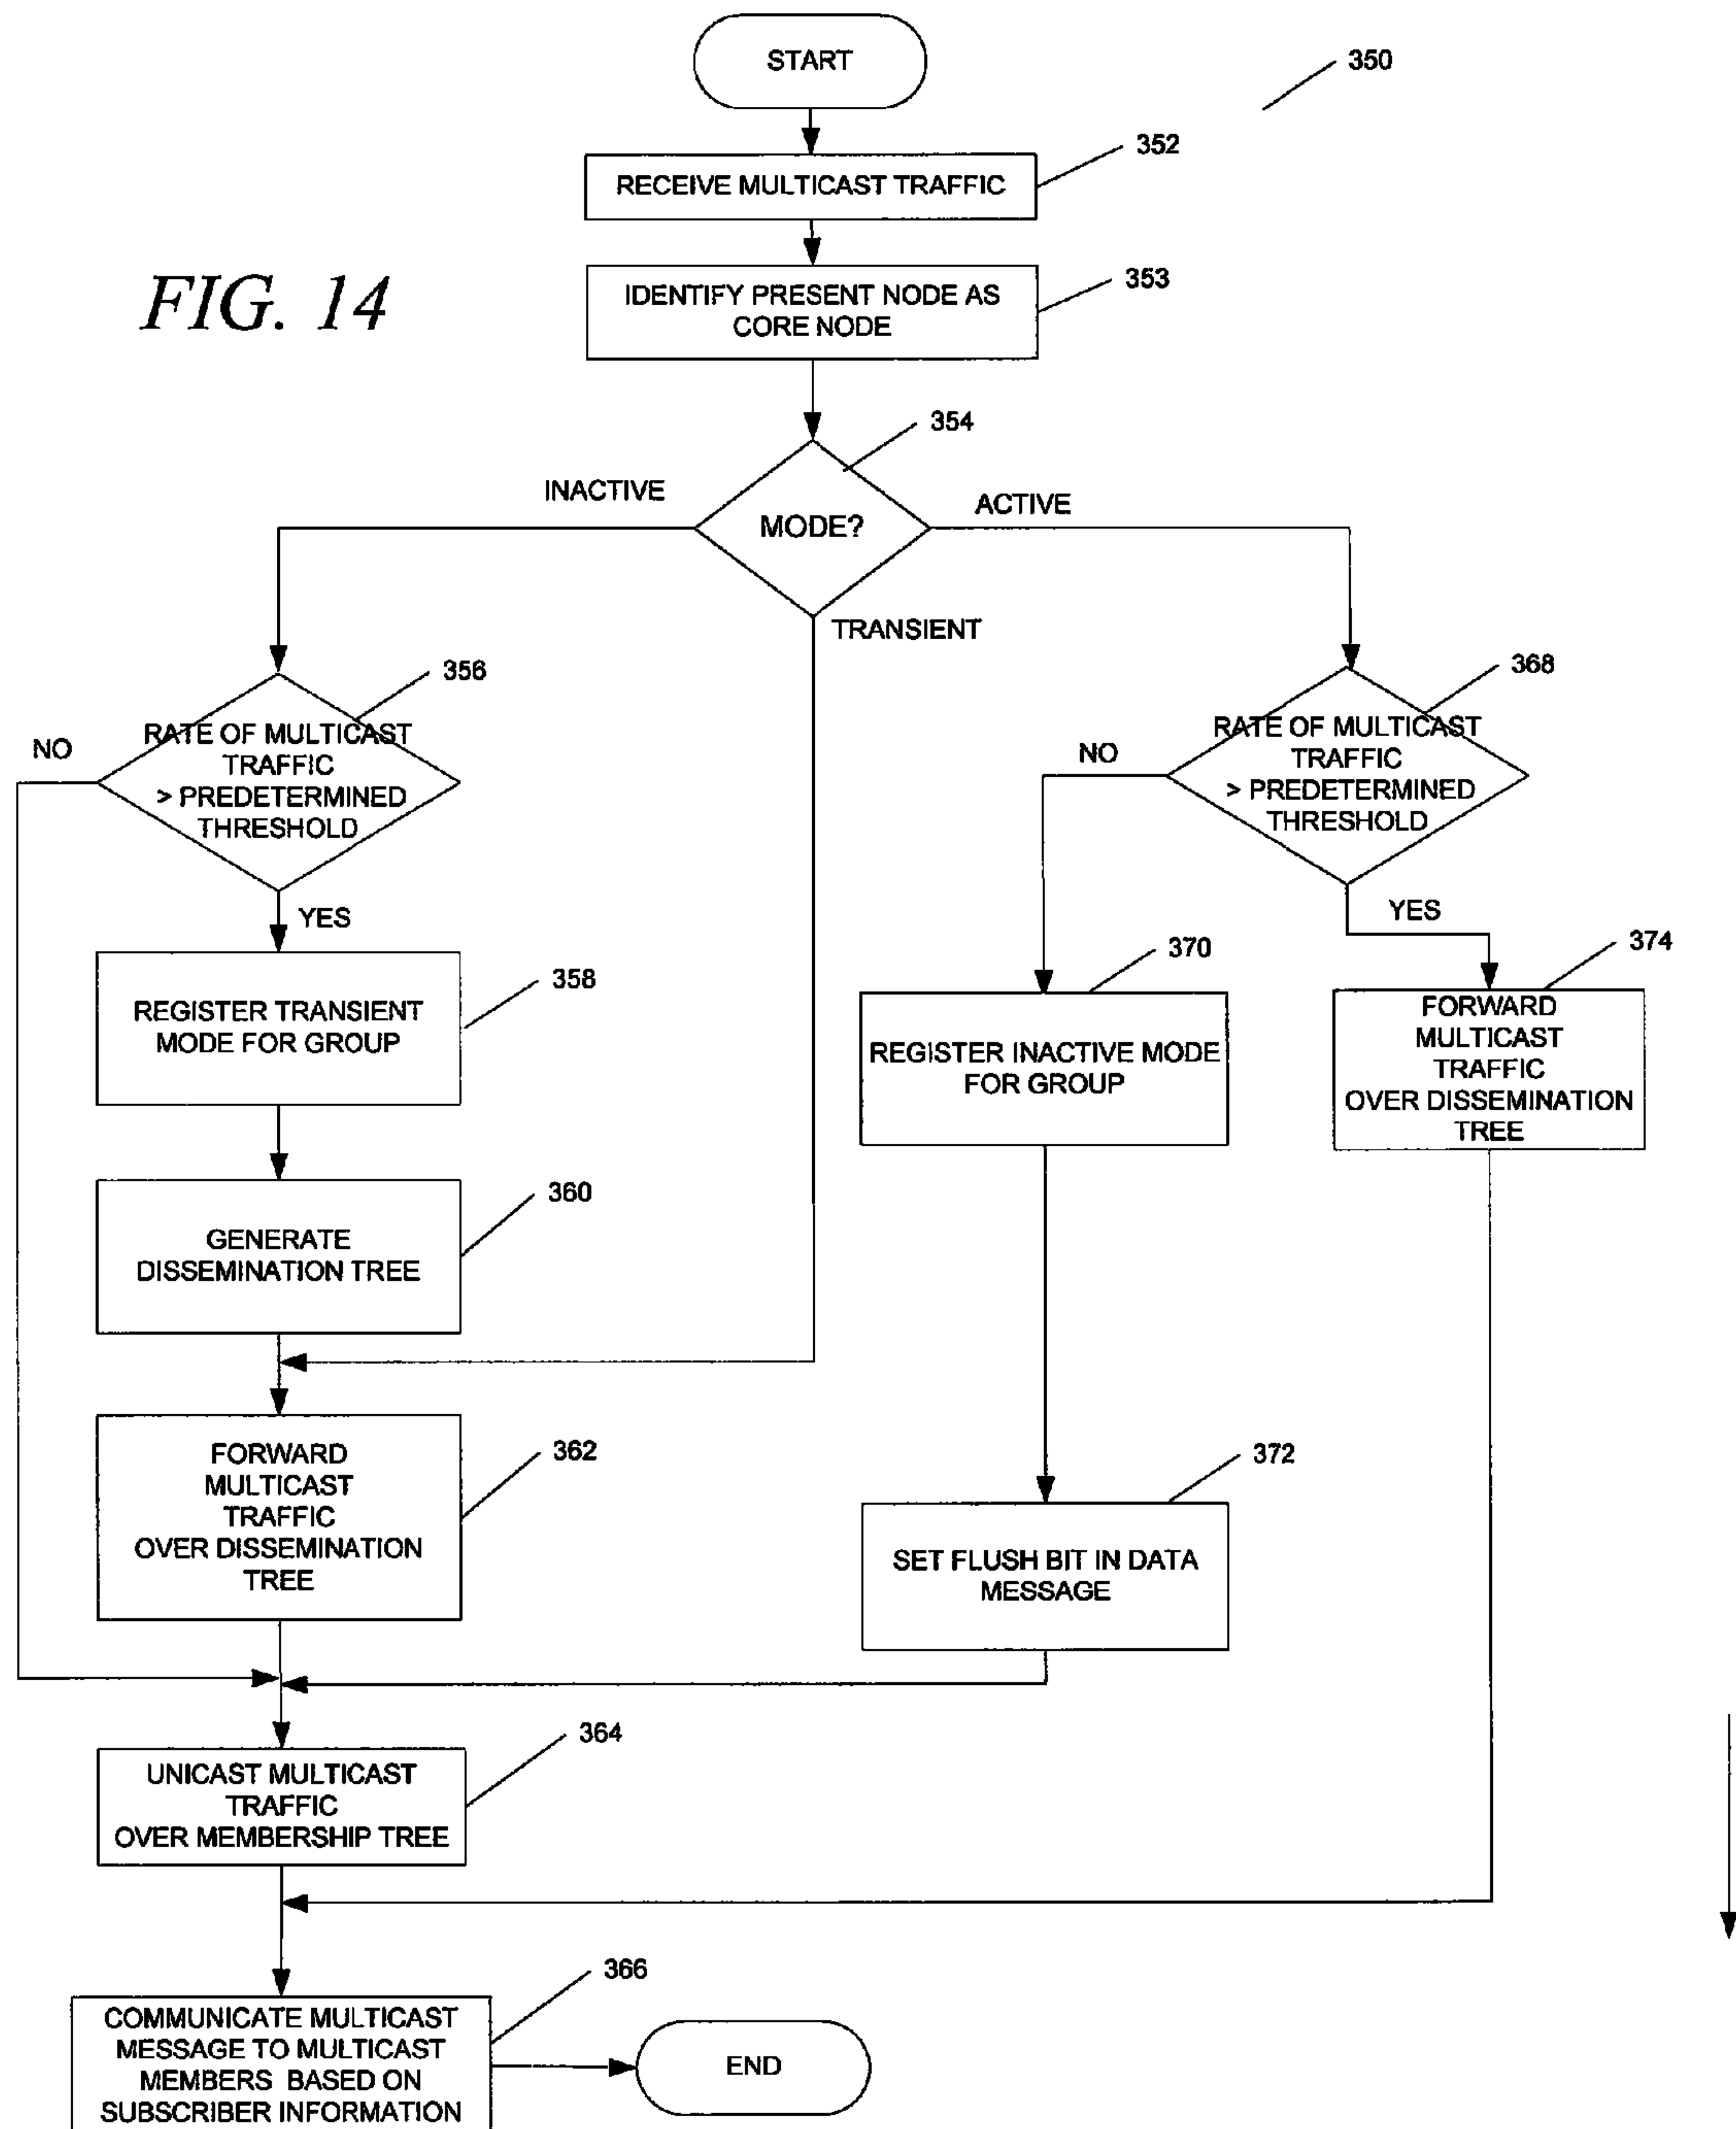 START
350
352
RECEIVE MULTICAST TRAFFIC
FIG. 14
353
IDENTIFY PRESENT NODE AS
CORE NODE
354
INACTIVE
ACTIVE
MODE?
TRANSIENT
356
368
NO
RATE OF MULTICAST
TRAFFIC
> PREDETERMINED
THRESHOLD
NO
RATE OF MULTICAST
TRAFFIC
> PREDETERMINED
THRESHOLD
YES
YES
358
REGISTER TRANSIENT
MODE FOR GROUP
370
REGISTER INACTIVE MODE
FOR GROUP
374
FORWARD
MULTICAST
TRAFFIC
OVER DISSEMINATION
TREE
360
GENERATE
DISSEMINATION TREE
362
FORWARD
MULTICAST
TRAFFIC
OVER DISSEMINATION
TREE
372
SET FLUSH BIT IN DATA
MESSAGE
364
UNICAST MULTICAST
TRAFFIC
OVER MEMBERSHIP TREE
366
COMMUNICATE MULTICAST
MESSAGE TO MULTICAST
MEMBERS BASED ON
SUBSCRIBER INFORMATION
END